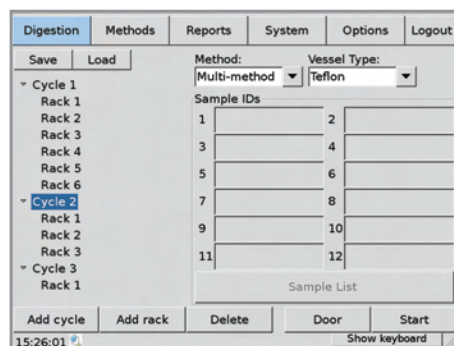 Digestion Methods Reports System Options Logout
Save Load
Method: Vessel Type:
Multi-method Teflon
Cycle 1
Rack 1
Rack 2
Rack 3
Rack 4
Rack 5
Rack 6
Cycle 2
Rack 1
Rack 2
Rack 3
Cycle 3
Rack 1
Sample IDs
1 2
3 4
5 6
7 8
9 10
11 12
Sample List
Add cycle Add rack Delete Door Start
15:26:01 Show keyboard